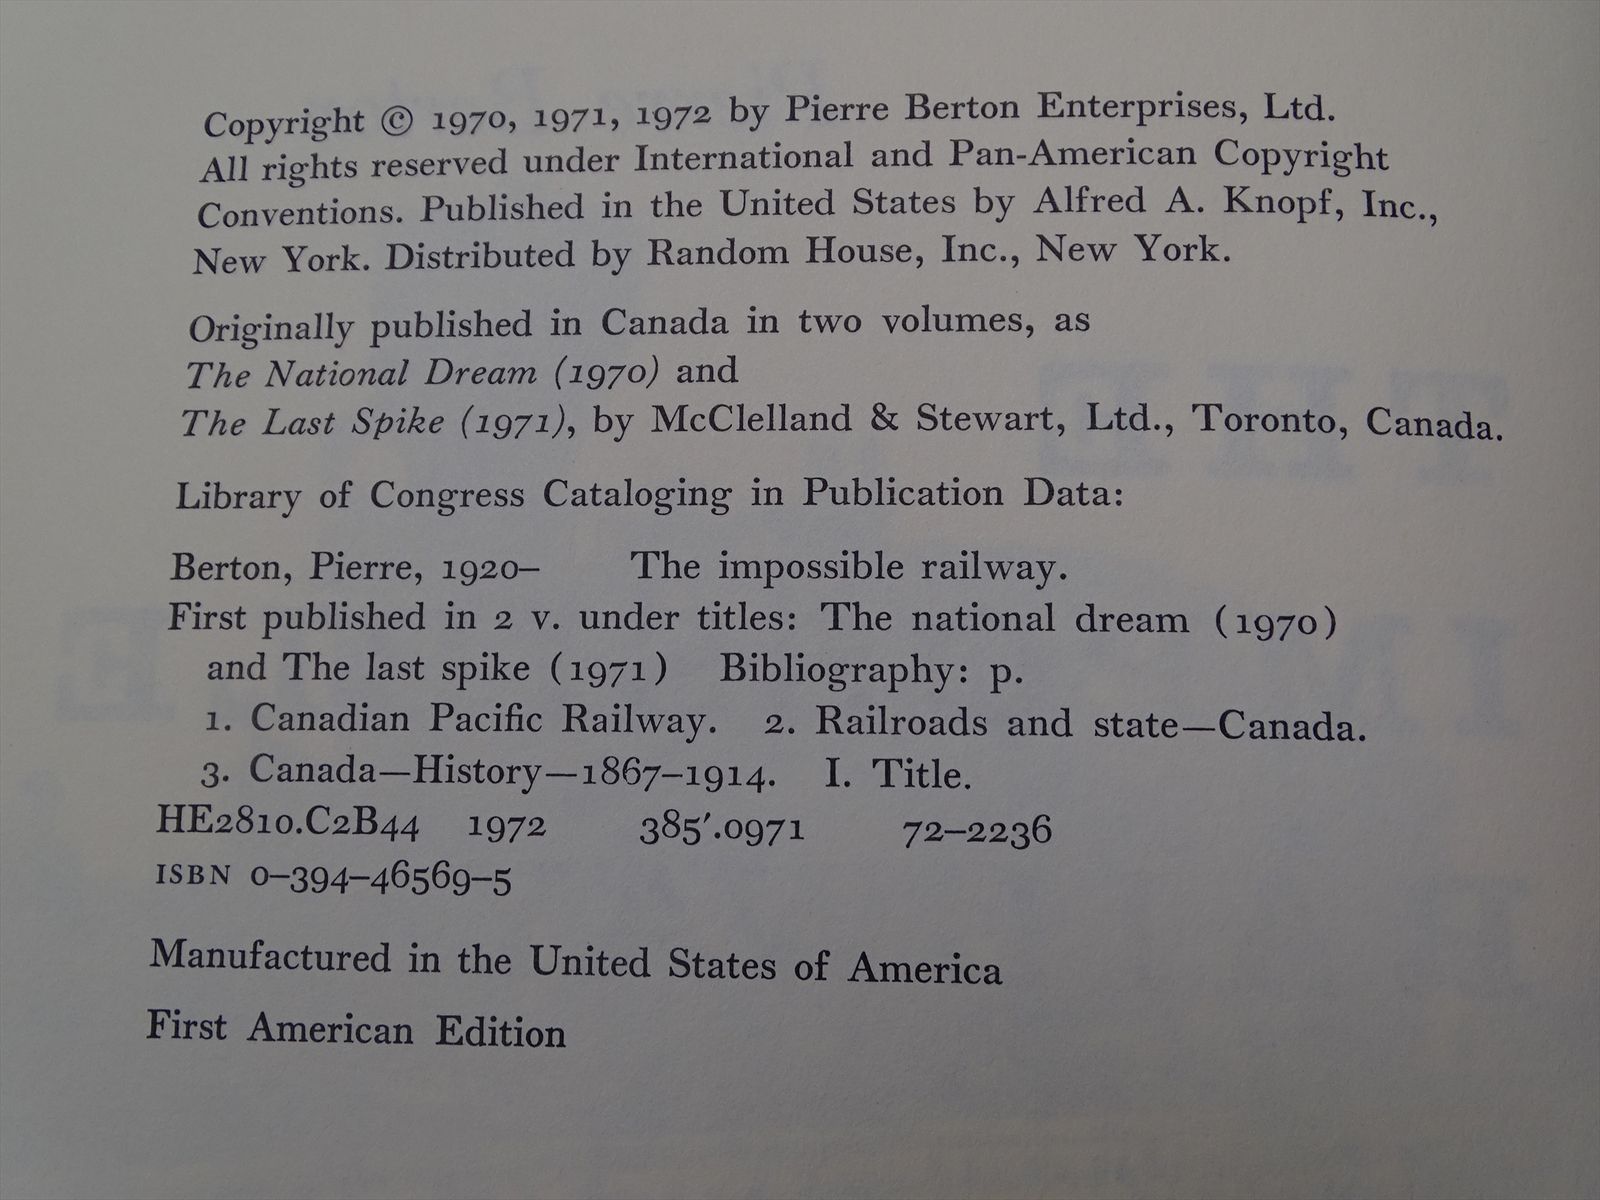 Copyright © 1970, 1971, 1972 by Pierre Berton Enterprises, Ltd.
All rights reserved under International and Pan-American Copyright
Conventions. Published in the United States by Alfred A. Knopf, Inc.,
New York. Distributed by Random House, Inc., New York.
Originally published in Canada in two volumes, as
The National Dream (1970) and
The Last Spike (1971), by McClelland & Stewart, Ltd., Toronto, Canada.
Library of Congress Cataloging in Publication Data:
Berton, Pierre, 1920– The impossible railway.
First published in 2 v. under titles: The national dream (1970)
and The last spike (1971) Bibliography: p.
1. Canadian Pacific Railway. 2. Railroads and state—Canada.
3. Canada—History—1867–1914. I. Title.
HE2810.C2B44 1972 385'.0971 72–2236
ISBN 0–394–46569–5
Manufactured in the United States of America
First American Edition